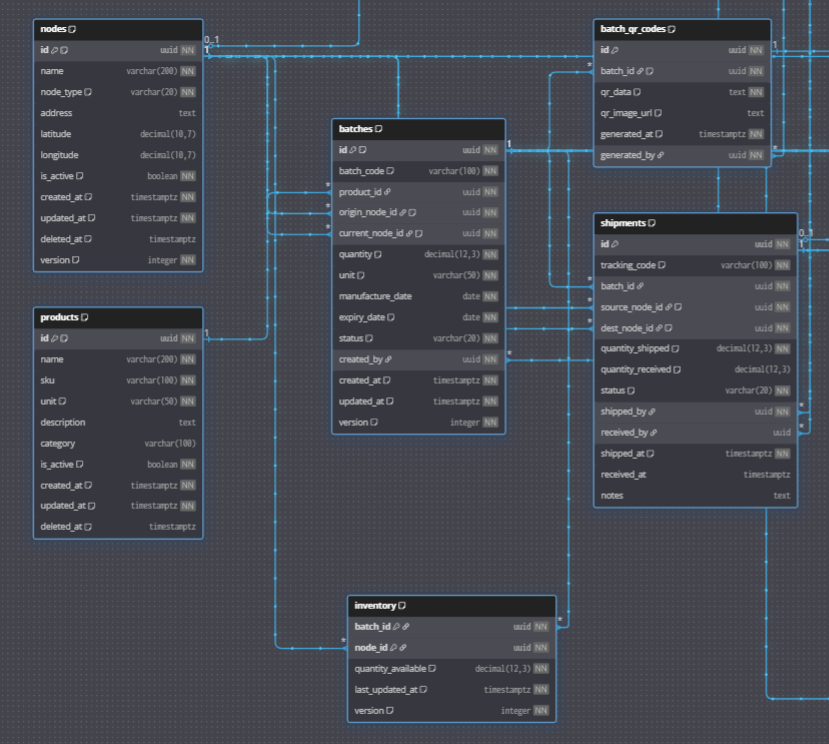 nodes
id uuid NN
name varchar(200) NN
node_type varchar(20) NN
address text
latitude decimal(10,7)
longitude decimal(10,7)
is_active boolean NN
created_at timestamptz NN
updated_at timestamptz NN
deleted_at timestamptz
version integer NN
0..1
1
products
id uuid NN
name varchar(200) NN
sku varchar(100) NN
unit varchar(50) NN
description text
category varchar(100)
is_active boolean NN
created_at timestamptz NN
updated_at timestamptz NN
deleted_at timestamptz
1
batches
id uuid NN
batch_code varchar(100) NN
product_id uuid NN
origin_node_id uuid NN
current_node_id uuid NN
quantity decimal(12,3) NN
unit varchar(50) NN
manufacture_date date NN
expiry_date date NN
status varchar(20) NN
created_by uuid NN
created_at timestamptz NN
updated_at timestamptz NN
version integer NN
*
*
*
1
*
batch_qr_codes
id uuid NN
batch_id uuid NN
qr_data text NN
qr_image_url text
generated_at timestamptz NN
generated_by uuid NN
*
1
*
shipments
id uuid NN
tracking_code varchar(100) NN
batch_id uuid NN
source_node_id uuid NN
dest_node_id uuid NN
quantity_shipped decimal(12,3) NN
quantity_received decimal(12,3)
status varchar(20) NN
shipped_by uuid NN
received_by uuid
shipped_at timestamptz NN
received_at timestamptz
notes text
*
*
*
0..1
1
*
*
inventory
batch_id uuid NN
node_id uuid NN
quantity_available decimal(12,3) NN
last_updated_at timestamptz NN
version integer NN
*
*